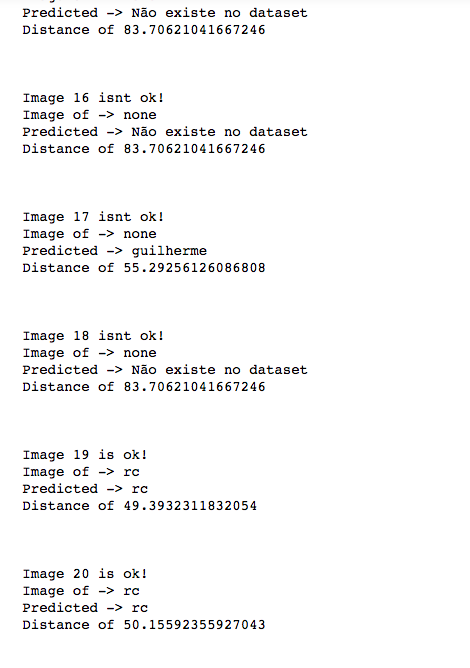 Predicted -> Não existe no dataset
Distance of 83.70621041667246
Image 16 isnt ok!
Image of -> none
Predicted -> Não existe no dataset
Distance of 83.70621041667246
Image 17 isnt ok!
Image of -> none
Predicted -> guilherme
Distance of 55.29256126086808
Image 18 isnt ok!
Image of -> none
Predicted -> Não existe no dataset
Distance of 83.70621041667246
Image 19 is ok!
Image of -> rc
Predicted -> rc
Distance of 49.3932311832054
Image 20 is ok!
Image of -> rc
Predicted -> rc
Distance of 50.15592355927043